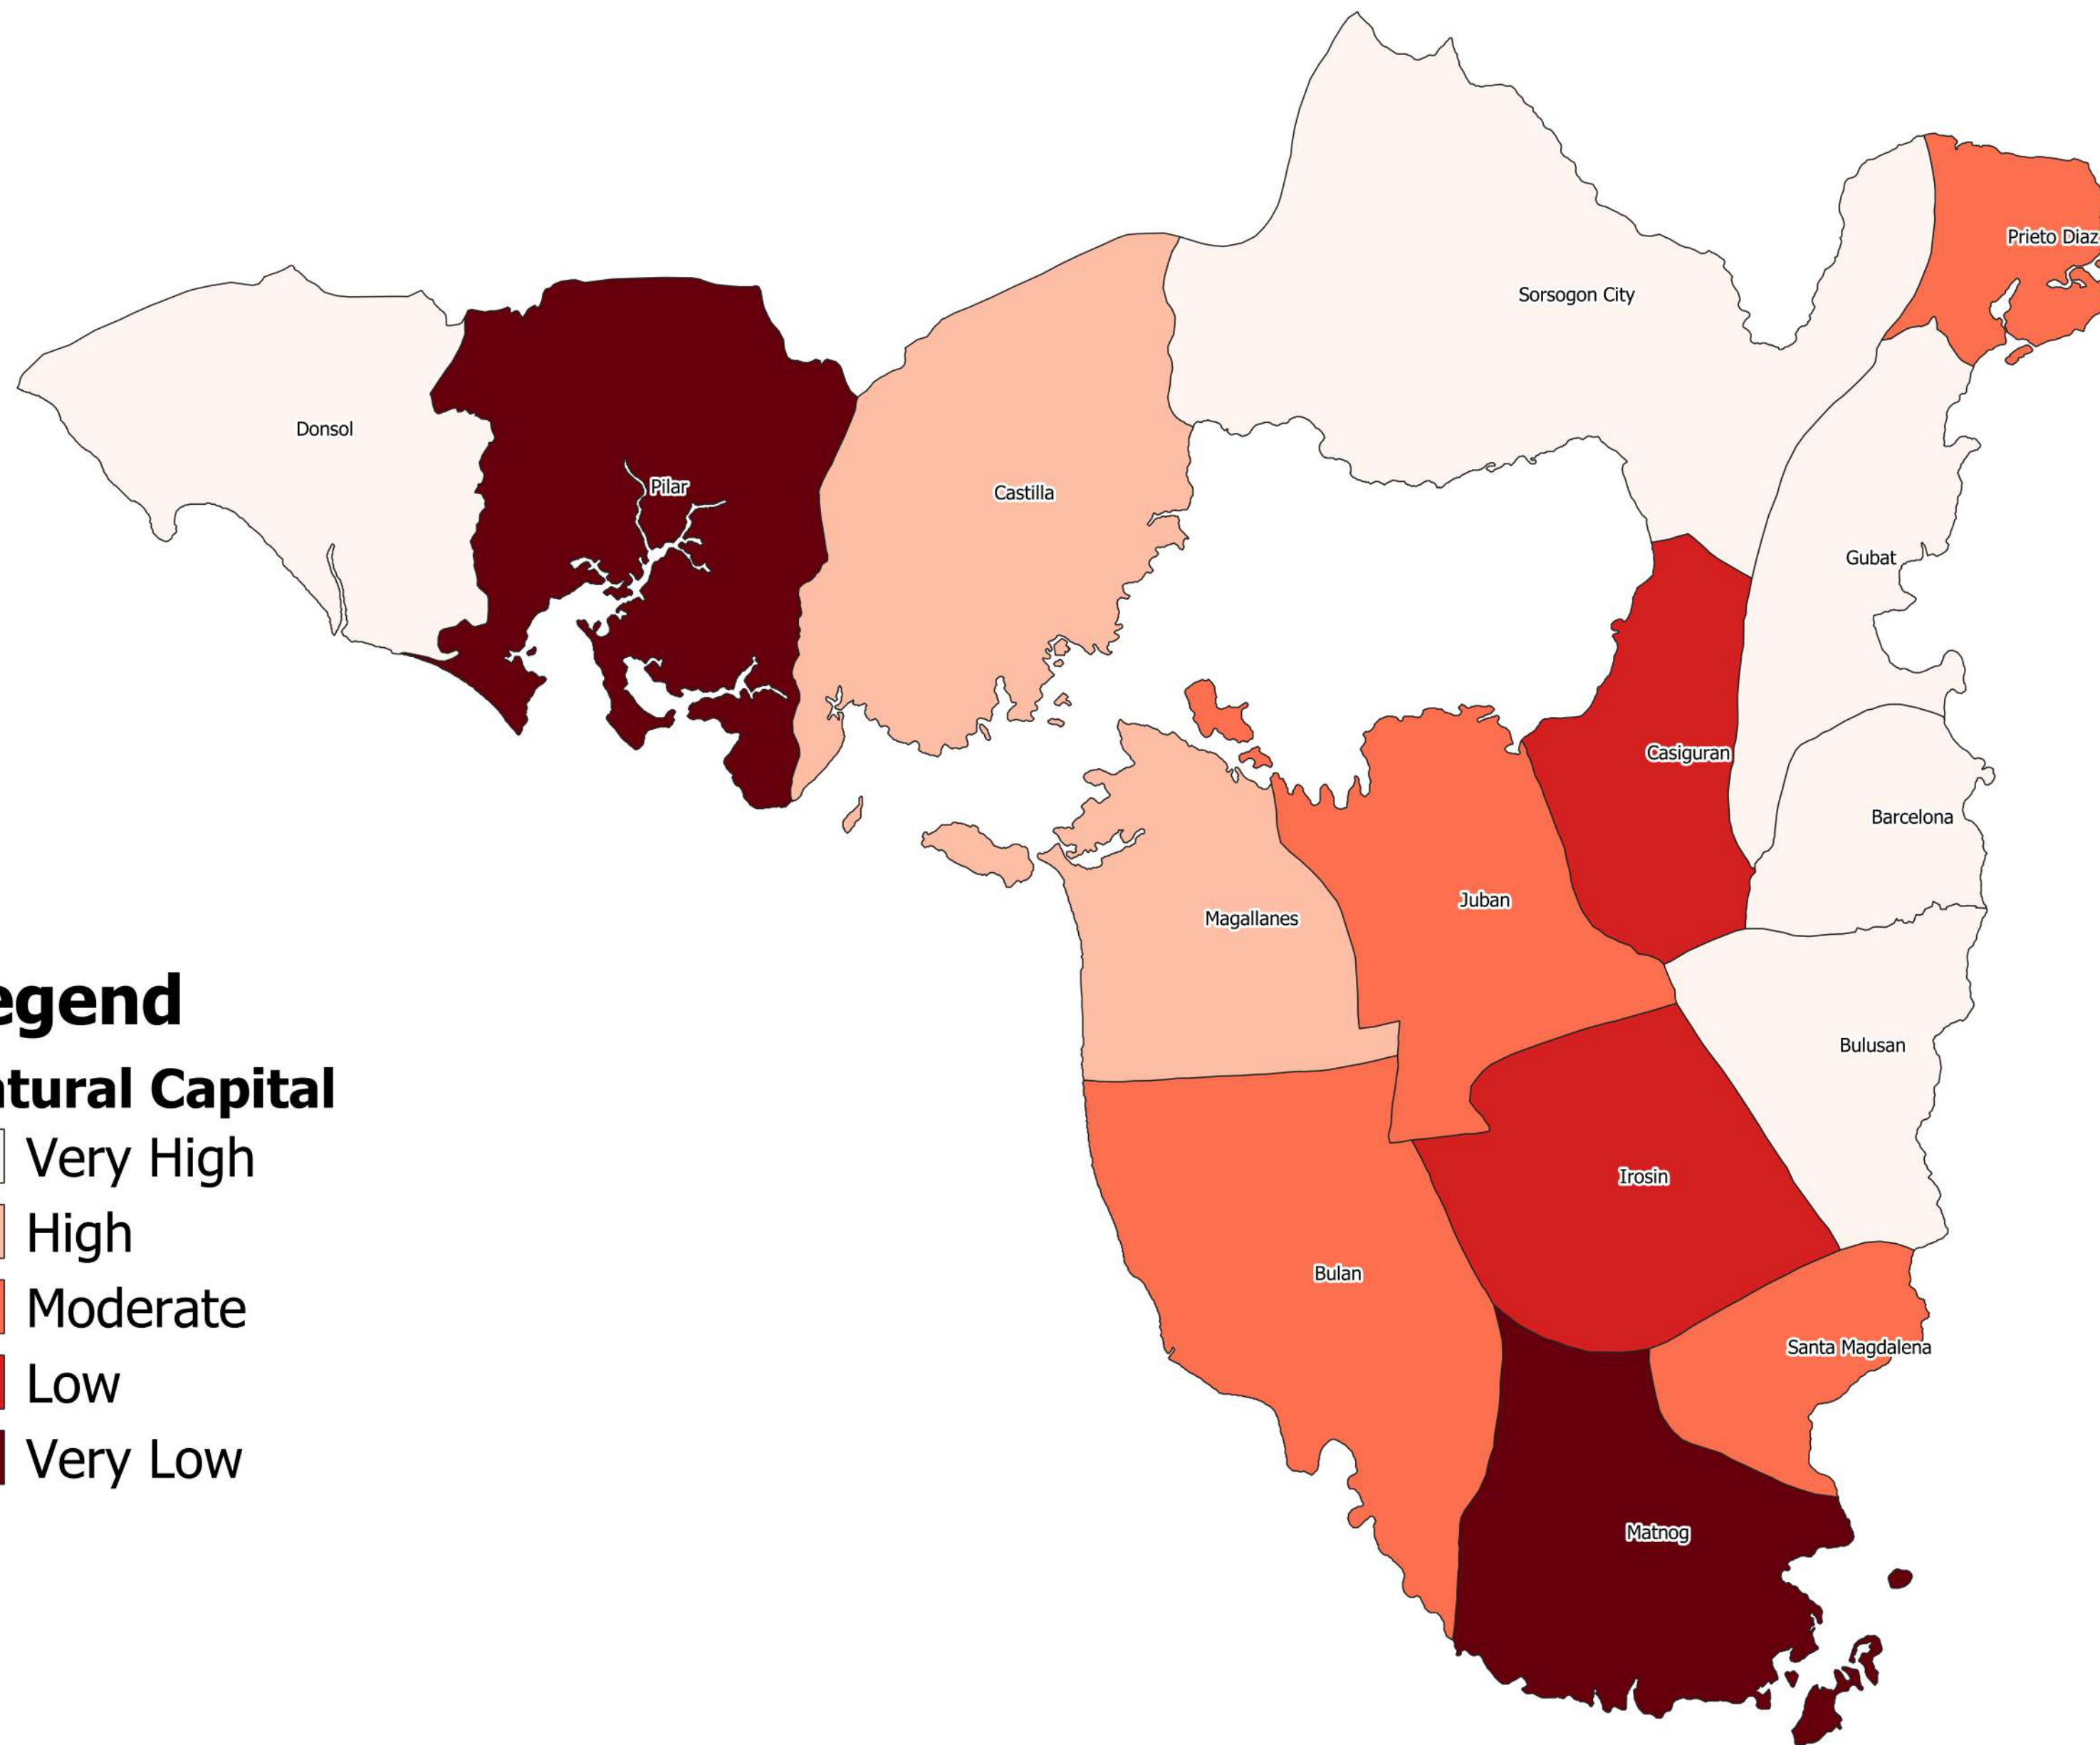 Prieto Diaz
Sorsogon City
Donsol
Pilar
Castilla
Gubat
Casiguran
Barcelona
Juban
Magallanes
egend
Bulusan
tural Capital
Very High
Irosin
High
Bulan
Moderate
Santa Magdalena
Low
Very Low
Matnog